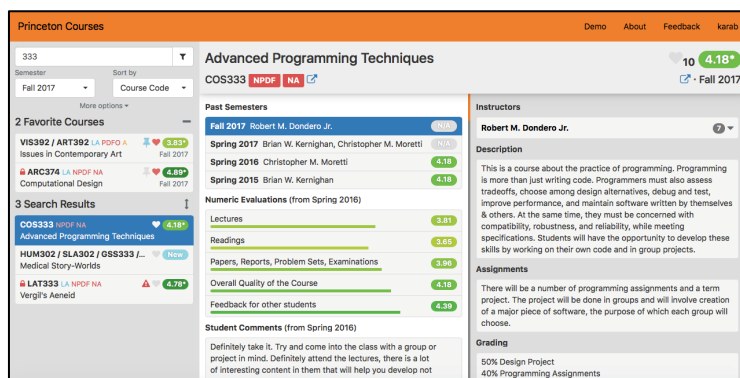 Princeton Courses
Demo About Feedback karab
333
Semester
Sort by
Fall 2017
Course Code
More options
2 Favorite Courses
VIS392 / ART392 LA PDFO A 3.83*
Issues in Contemporary Art Fall 2017
ARC374 LA NPDF NA 4.89*
Computational Design Fall 2017
3 Search Results
COS333 NPDF NA 4.18*
Advanced Programming Techniques
HUM302 / SLA302 / GSS333 /... New
Medical Story-Worlds
LAT333 LA NPDF NA 4.78*
Vergil's Aeneid
Advanced Programming Techniques
10 4.18*
COS333 NPDF NA
· Fall 2017
Past Semesters
Fall 2017 Robert M. Dondero Jr. N/A
Spring 2017 Brian W. Kernighan, Christopher M. Moretti N/A
Spring 2016 Christopher M. Moretti 4.18
Spring 2015 Brian W. Kernighan 4.18
Numeric Evaluations (from Spring 2016)
Lectures 3.81
Readings 3.65
Papers, Reports, Problem Sets, Examinations 3.96
Overall Quality of the Course 4.18
Feedback for other students 4.39
Student Comments (from Spring 2016)
Definitely take it. Try and come into the class with a group or
project in mind. Definitely attend the lectures, there is a lot
of interesting content in them that will help you develop not
Instructors
Robert M. Dondero Jr. 7
Description
This is a course about the practice of programming. Programming
is more than just writing code. Programmers must also assess
tradeoffs, choose among design alternatives, debug and test,
improve performance, and maintain software written by themselves
& others. At the same time, they must be concerned with
compatibility, robustness, and reliability, while meeting
specifications. Students will have the opportunity to develop these
skills by working on their own code and in group projects.
Assignments
There will be a number of programming assignments and a term
project. The project will be done in groups and will involve creation
of a major piece of software, the purpose of which each group will
choose.
Grading
50% Design Project
40% Programming Assignments